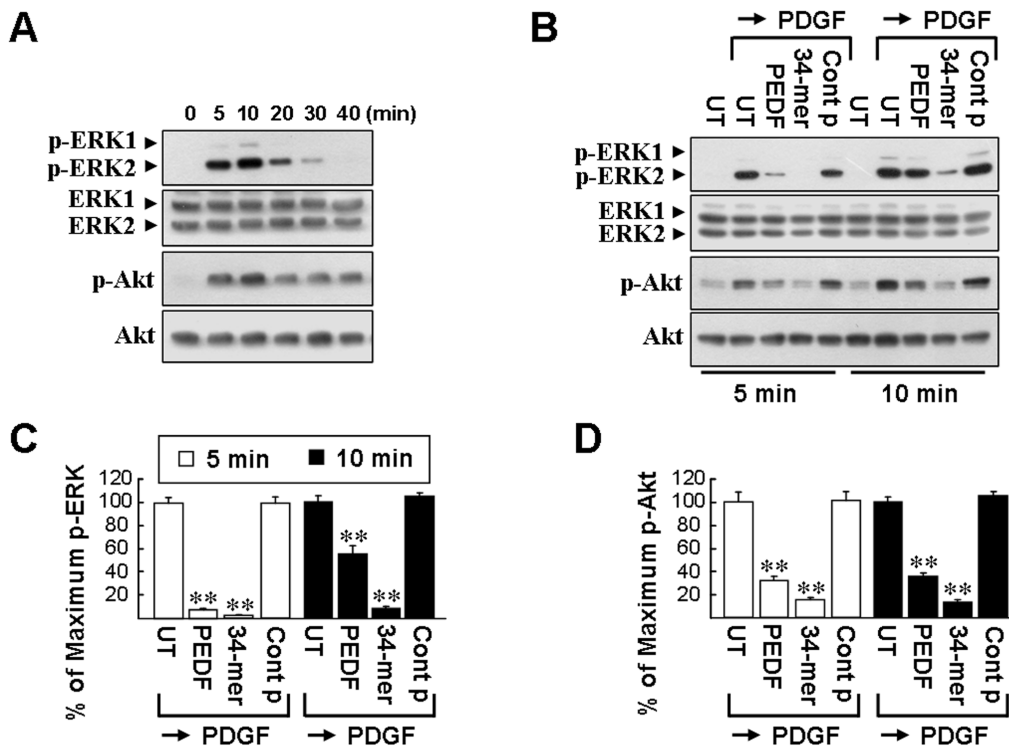 A
0 5 10 20 30 40 (min)
p-ERK1
p-ERK2
ERK1
ERK2
p-Akt
Akt
B
→ PDGF → PDGF
UT UT PEDF 34-mer Cont p UT UT PEDF 34-mer Cont p
p-ERK1
p-ERK2
ERK1
ERK2
p-Akt
Akt
5 min 10 min
C
5 min 10 min
% of Maximum p-ERK
120
100
80
60
40
20
** ** ** **
UT PEDF 34-mer Cont p UT PEDF 34-mer Cont p
→ PDGF → PDGF
D
% of Maximum p-Akt
120
100
80
60
40
20
** ** ** **
UT PEDF 34-mer Cont p UT PEDF 34-mer Cont p
→ PDGF → PDGF